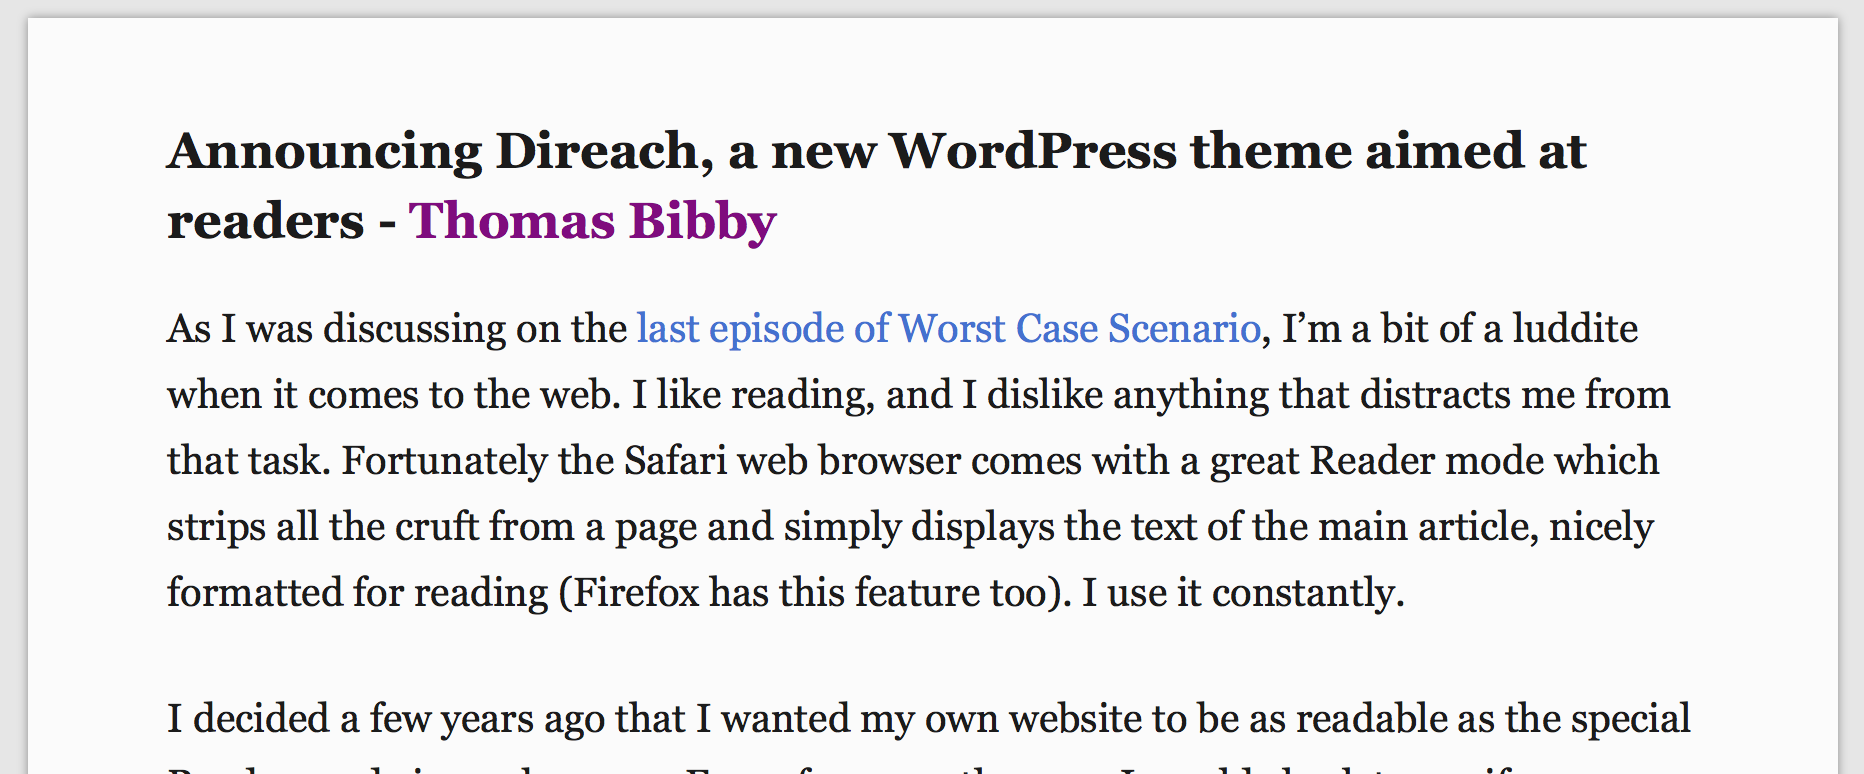 Announcing Direach, a new WordPress theme aimed at
readers - Thomas Bibby
As I was discussing on the last episode of Worst Case Scenario, I’m a bit of a luddite
when it comes to the web. I like reading, and I dislike anything that distracts me from
that task. Fortunately the Safari web browser comes with a great Reader mode which
strips all the cruft from a page and simply displays the text of the main article, nicely
formatted for reading (Firefox has this feature too). I use it constantly.
I decided a few years ago that I wanted my own website to be as readable as the special